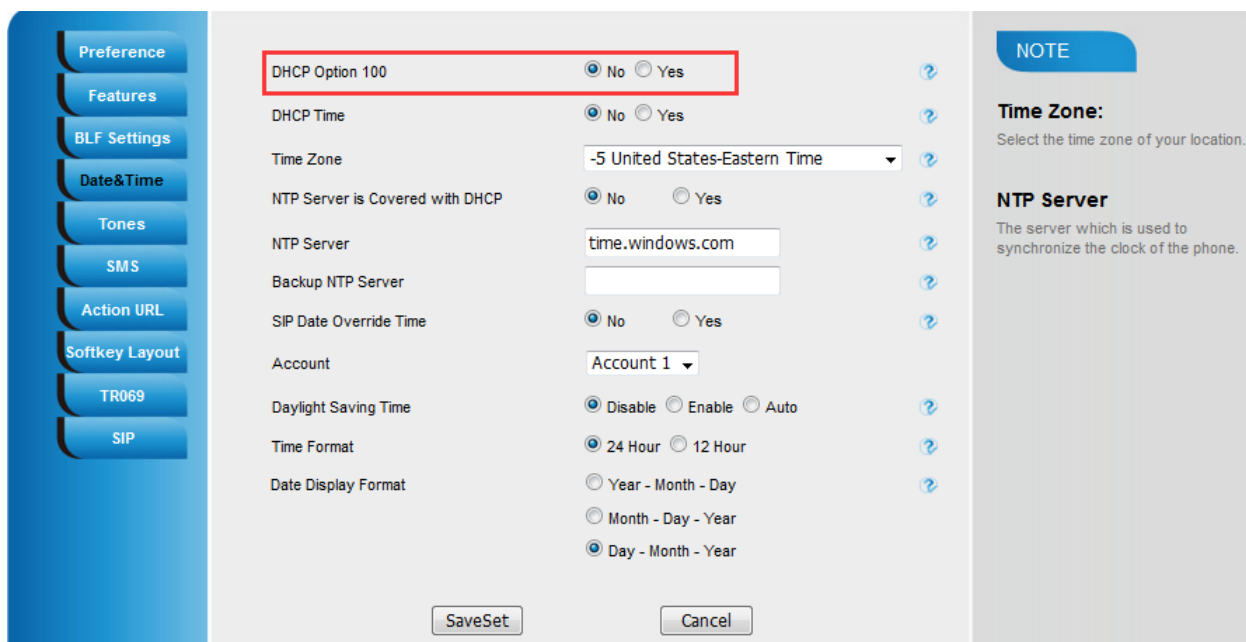 Preference
Features
BLF Settings
Date&Time
Tones
SMS
Action URL
Softkey Layout
TR069
SIP
DHCP Option 100 No Yes
DHCP Time No Yes
Time Zone -5 United States-Eastern Time
NTP Server is Covered with DHCP No Yes
NTP Server time.windows.com
Backup NTP Server
SIP Date Override Time No Yes
Account Account 1
Daylight Saving Time Disable Enable Auto
Time Format 24 Hour 12 Hour
Date Display Format Year - Month - Day
Month - Day - Year
Day - Month - Year
SaveSet Cancel
NOTE
Time Zone:
Select the time zone of your location.
NTP Server
The server which is used to
synchronize the clock of the phone.